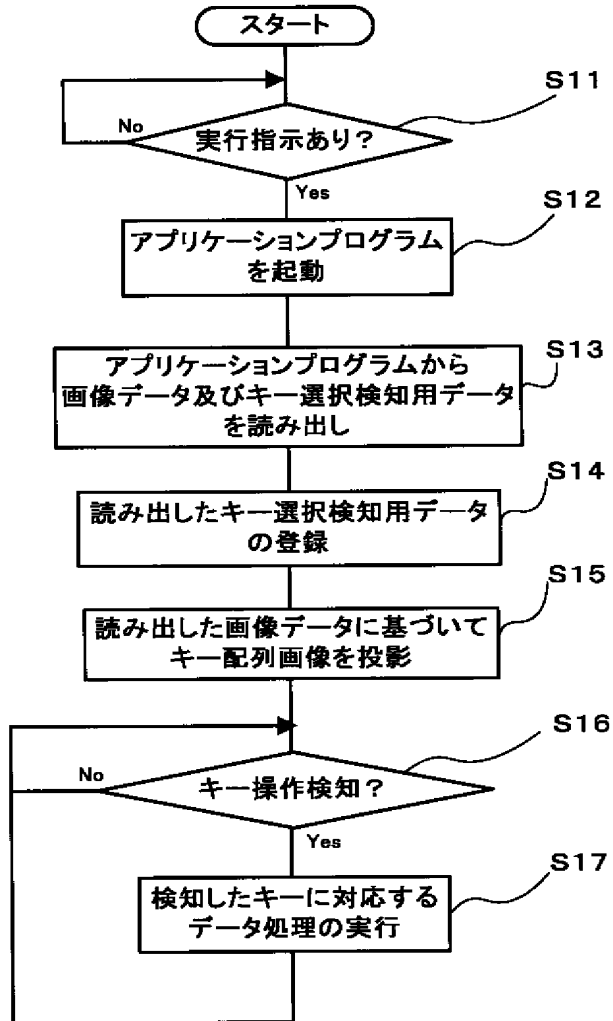 スタート
S11
No
実行指示あり?
Yes
S12
アプリケーションプログラム
を起動
S13
アプリケーションプログラムから
画像データ及びキー選択検知用データ
を読み出し
S14
読み出したキー選択検知用データ
の登録
S15
読み出した画像データに基づいて
キー配列画像を投影
S16
No
キー操作検知?
Yes
S17
検知したキーに対応する
データ処理の実行